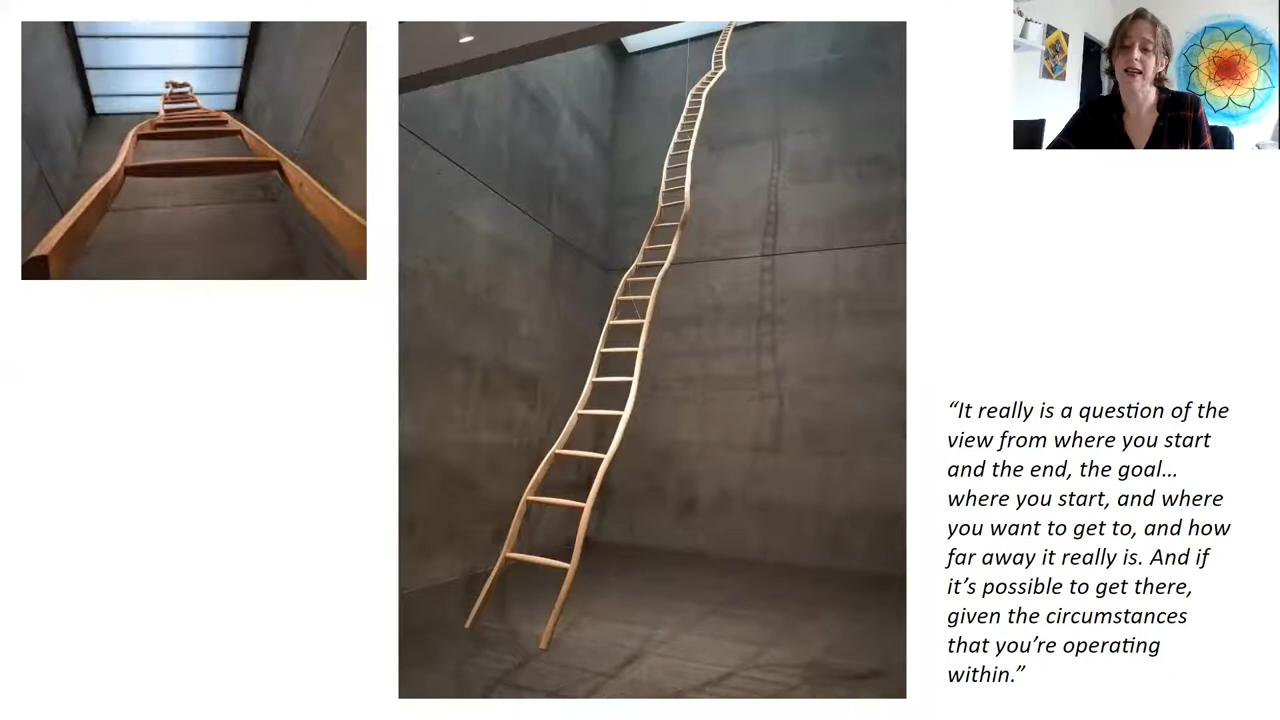 “It really is a question of the
view from where you start
and the end, the goal…
where you start, and where
you want to get to, and how
far away it really is. And if
it’s possible to get there,
given the circumstances
that you’re operating
within.”